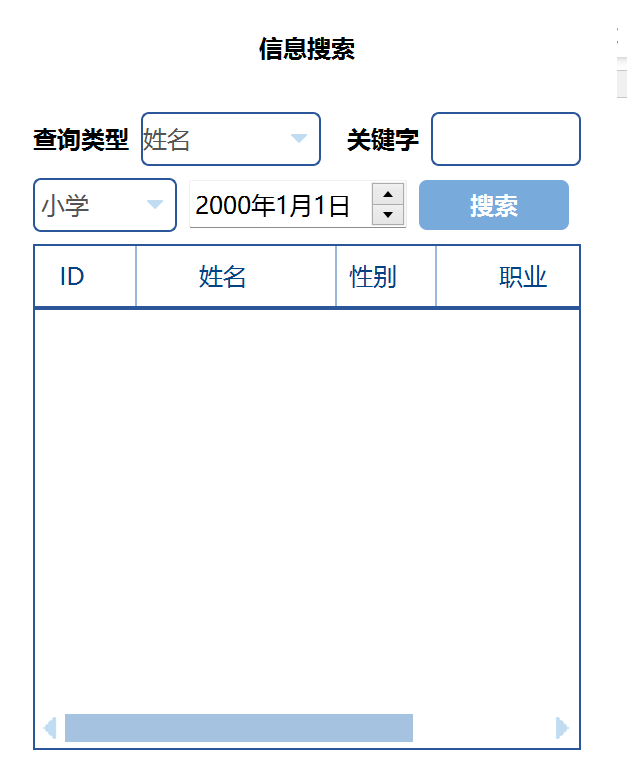 信息搜索
查询类型 姓名 关键字
小学 2000年1月1日 搜索
ID 姓名 性别 职业